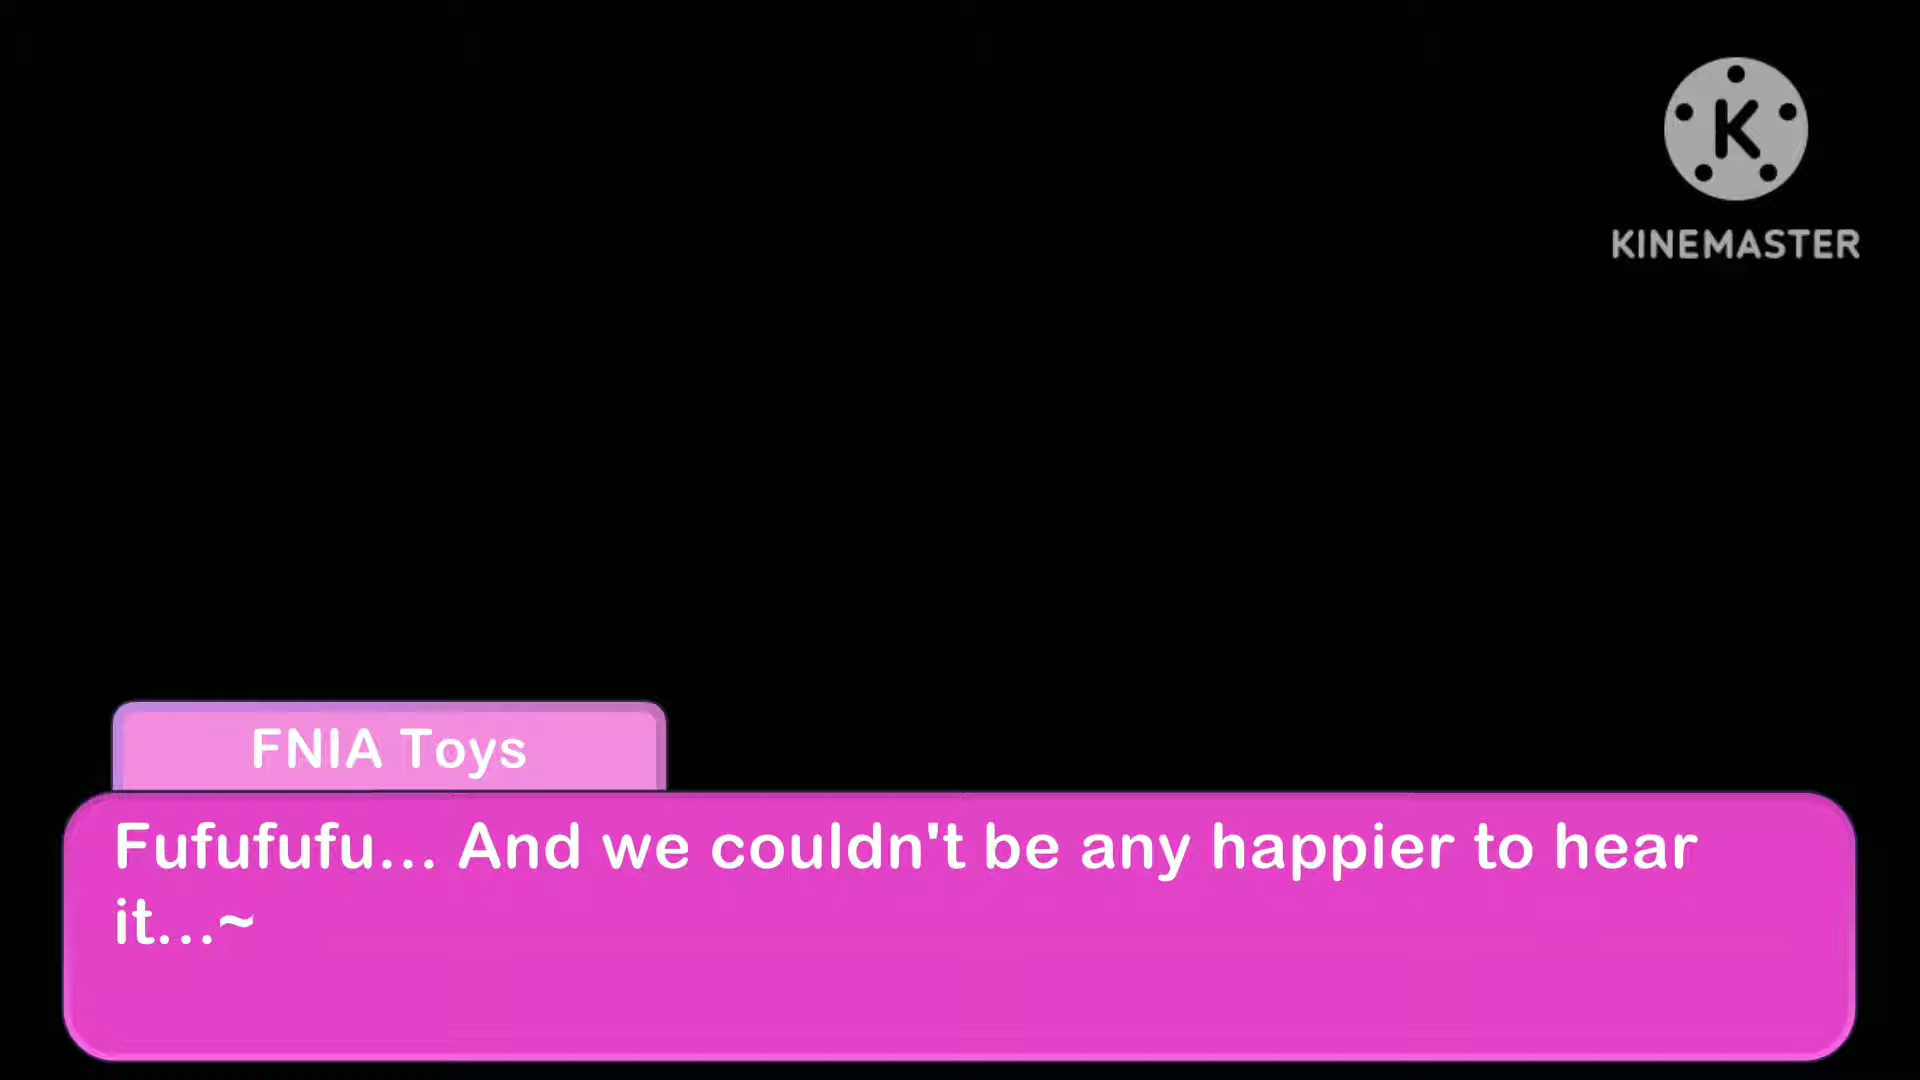 K
KINEMASTER
FNIA Toys
Fufufufu... And we couldn't be any happier to hear
it...~